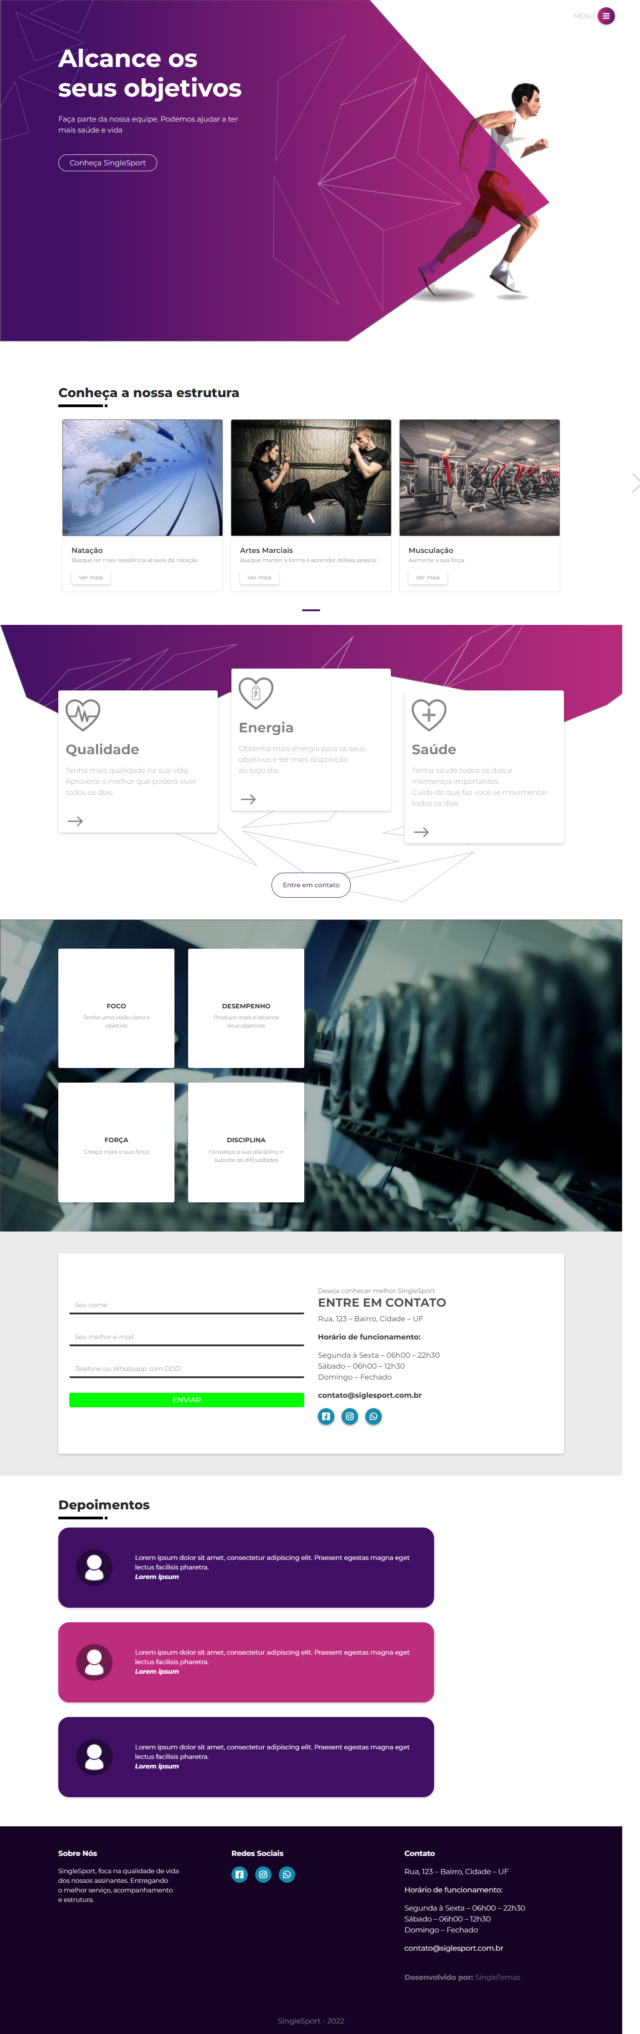 MENU
Alcance os
seus objetivos
Faça parte da nossa equipe. Podemos ajudar a ter
mais saúde e vida
Conheça SingleSport
Conheça a nossa estrutura
Natação
Busque ter mais resistência através da natação
Ver mais
Artes Marciais
Busque manter a forma e aprender defesa pessoal
Ver mais
Musculação
Aumente a sua força
Ver mais
Qualidade
Tenha mais qualidade na sua vida.
Aproveite o melhor que poderá viver
todos os dias.
Energia
Obtenha mais energia para os seus
objetivos e ter mais disposição
ao logo dia.
Saúde
Tenha saúde todos os dias e
momentos importantes.
Cuide do que faz você se movimentar
todos os dias
Entre em contato
FOCO
Tenha uma visão clara e
objetiva
DESEMPENHO
Produza mais e alcance
seus objetivos
FORÇA
Cresça mais a sua força
DISCIPLINA
Fortaleça a sua disciplina e
suporte as dificuldades
Seu nome:
Seu melhor e-mail
Telefone ou Whatsapp com DDD:
ENVIAR
Deseja conhecer melhor SingleSport
ENTRE EM CONTATO
Rua, 123 – Bairro, Cidade – UF
Horário de funcionamento:
Segunda à Sexta – 06h00 – 22h30
Sábado – 06h00 – 12h30
Domingo – Fechado
contato@siglesport.com.br
Depoimentos
Lorem ipsum dolor sit amet, consectetur adipiscing elit. Praesent egestas magna eget
lectus facilisis pharetra.
Lorem ipsum
Lorem ipsum dolor sit amet, consectetur adipiscing elit. Praesent egestas magna eget
lectus facilisis pharetra.
Lorem ipsum
Lorem ipsum dolor sit amet, consectetur adipiscing elit. Praesent egestas magna eget
lectus facilisis pharetra.
Lorem ipsum
Sobre Nós
SingleSport, foca na qualidade de vida
dos nossos assinantes. Entregando
o melhor serviço, acompanhamento
e estrutura.
Redes Sociais
Contato
Rua, 123 – Bairro, Cidade – UF
Horário de funcionamento:
Segunda à Sexta – 06h00 – 22h30
Sábado – 06h00 – 12h30
Domingo – Fechado
contato@siglesport.com.br
Desenvolvido por: SingleTemas
SingleSport - 2022